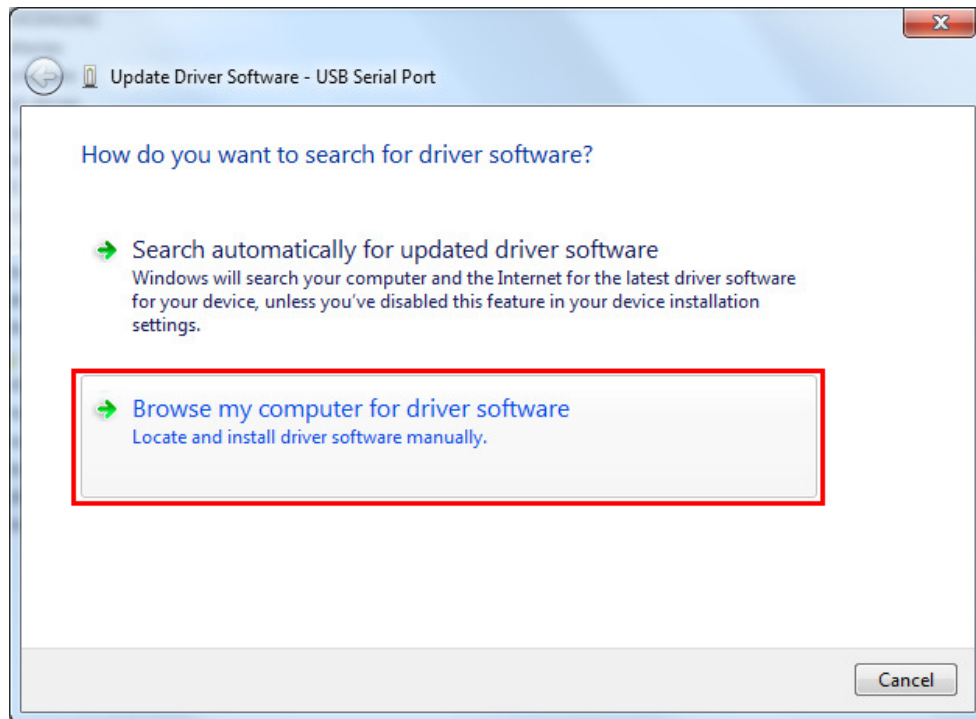 Update Driver Software - USB Serial Port
How do you want to search for driver software?
Search automatically for updated driver software
Windows will search your computer and the Internet for the latest driver software
for your device, unless you've disabled this feature in your device installation
settings.
Browse my computer for driver software
Locate and install driver software manually.
Cancel